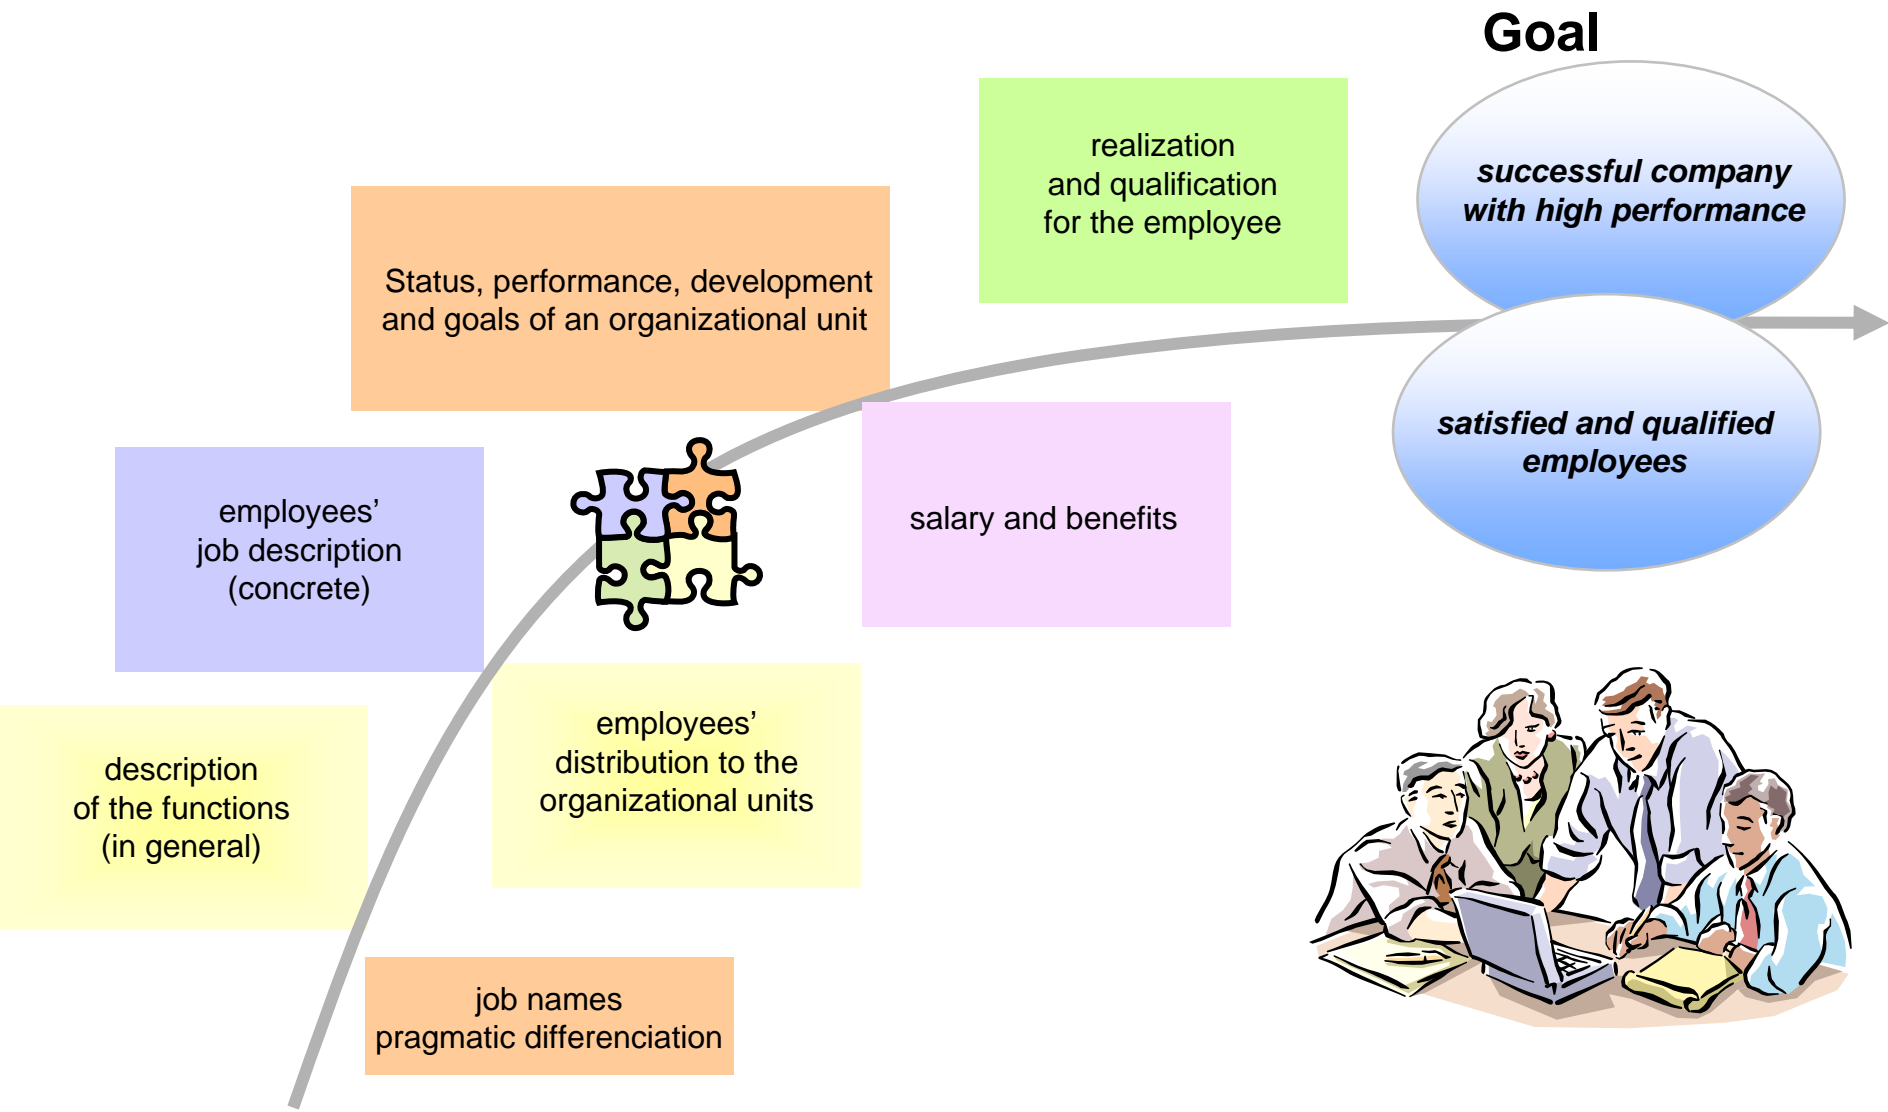 Goal
realization
and qualification
for the employee
successful company
with high performance
Status, performance, development
and goals of an organizational unit
satisfied and qualified
employees
employees’
job description
(concrete)
salary and benefits
employees’
distribution to the
organizational units
description
of the functions
(in general)
job names
pragmatic differenciation